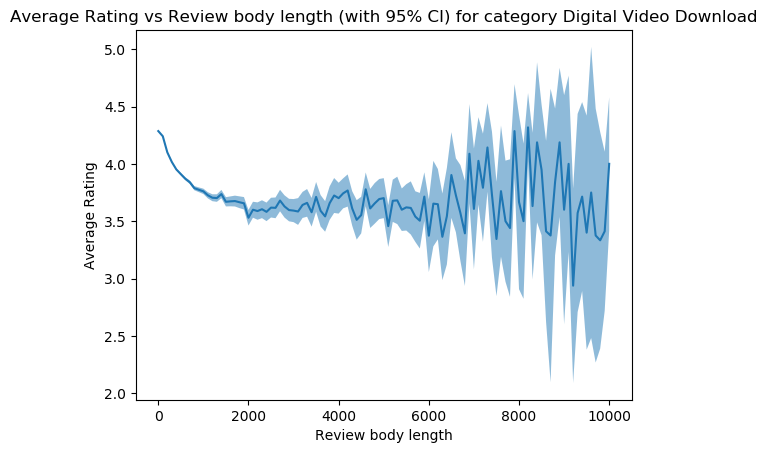 Average Rating vs Review body length (with 95% CI) for category Digital Video Download
5.0
4.5
4.0
3.5
3.0
2.5
2.0
Average Rating
0 2000 4000 6000 8000 10000
Review body length